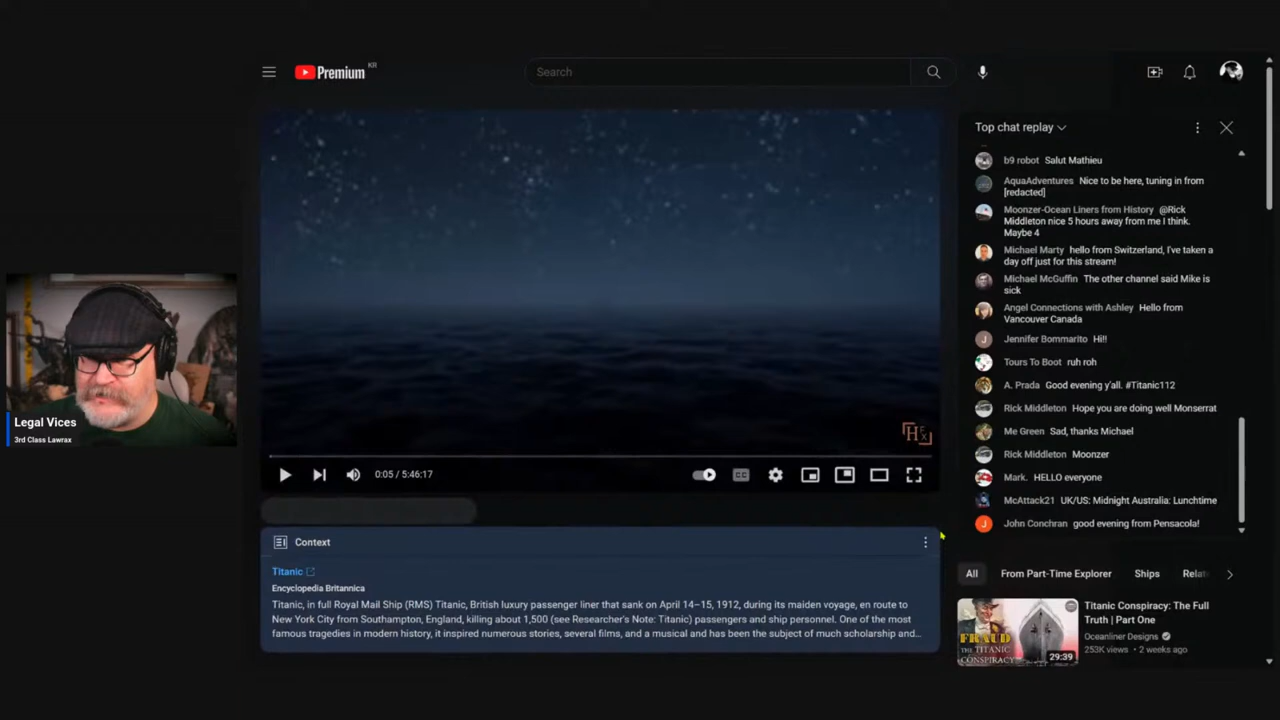 Premium KR
Search
Top chat replay
b9 robot Salut Mathieu
AquaAdventures Nice to be here, tuning in from
[redacted]
Moonzer-Ocean Liners from History @Rick
Middleton nice 5 hours away from me I think.
Maybe 4
Michael Marty hello from Switzerland, I've taken a
day off just for this stream!
Michael McGuffin The other channel said Mike is
sick
Angel Connections with Ashley Hello from
Vancouver Canada
Jennifer Bommarito Hi!!
Tours To Boot ruh roh
A. Prada Good evening y'all. #Titanic112
Rick Middleton Hope you are doing well Monserrat
Me Green Sad, thanks Michael
Rick Middleton Moonzer
Mark. HELLO everyone
McAttack21 UK/US: Midnight Australia: Lunchtime
J John Conchran good evening from Pensacola!
Legal Vices
3rd Class Lawrax
HFX
0:05 / 5:46:17
CC
Context
Titanic
Encyclopedia Britannica
Titanic, in full Royal Mail Ship (RMS) Titanic, British luxury passenger liner that sank on April 14–15, 1912, during its maiden voyage, en route to
New York City from Southampton, England, killing about 1,500 (see Researcher's Note: Titanic) passengers and ship personnel. One of the most
famous tragedies in modern history, it inspired numerous stories, several films, and a musical and has been the subject of much scholarship and...
All From Part-Time Explorer Ships Relat
FRAUD
THE TITANIC
CONSPIRACY
29:39
Titanic Conspiracy: The Full
Truth | Part One
Oceanliner Designs
253K views • 2 weeks ago